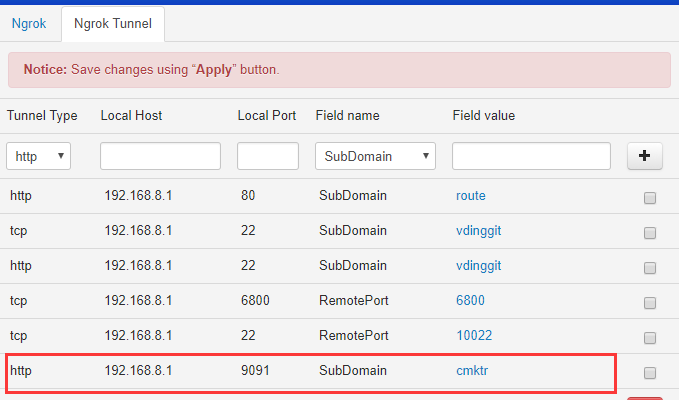 Ngrok Ngrok Tunnel
Notice: Save changes using “Apply” button.
Tunnel Type Local Host Local Port Field name Field value
http SubDomain +
http 192.168.8.1 80 SubDomain route
tcp 192.168.8.1 22 SubDomain vdinggit
http 192.168.8.1 22 SubDomain vdinggit
tcp 192.168.8.1 6800 RemotePort 6800
tcp 192.168.8.1 22 RemotePort 10022
http 192.168.8.1 9091 SubDomain cmktr